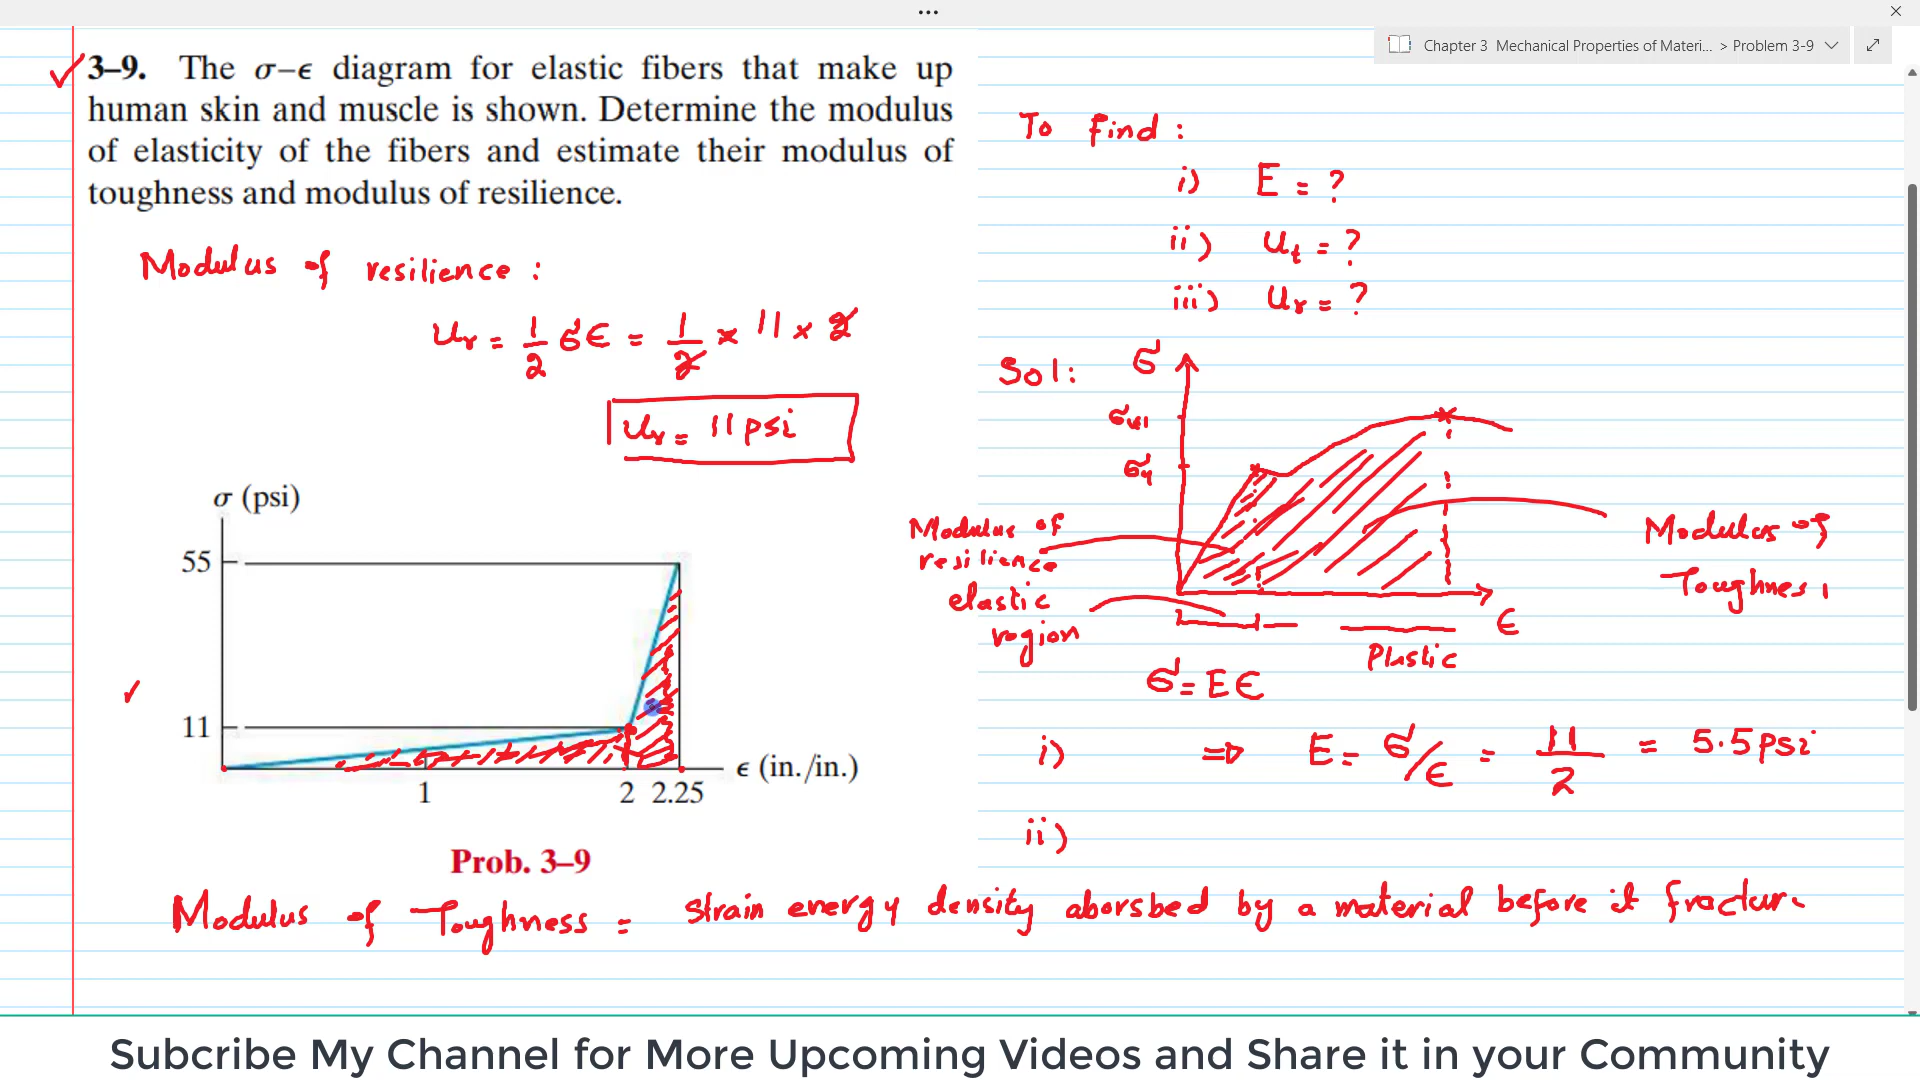 Chapter 3 Mechanical Properties of Materi... > Problem 3-9
3–9. The σ–ϵ diagram for elastic fibers that make up
human skin and muscle is shown. Determine the modulus
of elasticity of the fibers and estimate their modulus of
toughness and modulus of resilience.
Modulus of resilience :
ur = 1/2 σϵ = 1/2 × 11 × 2
ur = 11 psi
σ (psi)
55
11
1
2
2.25
ϵ (in./in.)
Prob. 3–9
To find :
i) E = ?
ii) ut = ?
iii) ur = ?
Sol:
σ
σy
Modulus of
resilience
elastic
region
Modulus of
Toughnes
ϵ
Plastic
σ = Eϵ
i) => E = σ/ϵ = 11/2 = 5.5 psi
ii)
Modulus of Toughness = strain energy density aborsbed by a material before it fracture
Subcribe My Channel for More Upcoming Videos and Share it in your Community